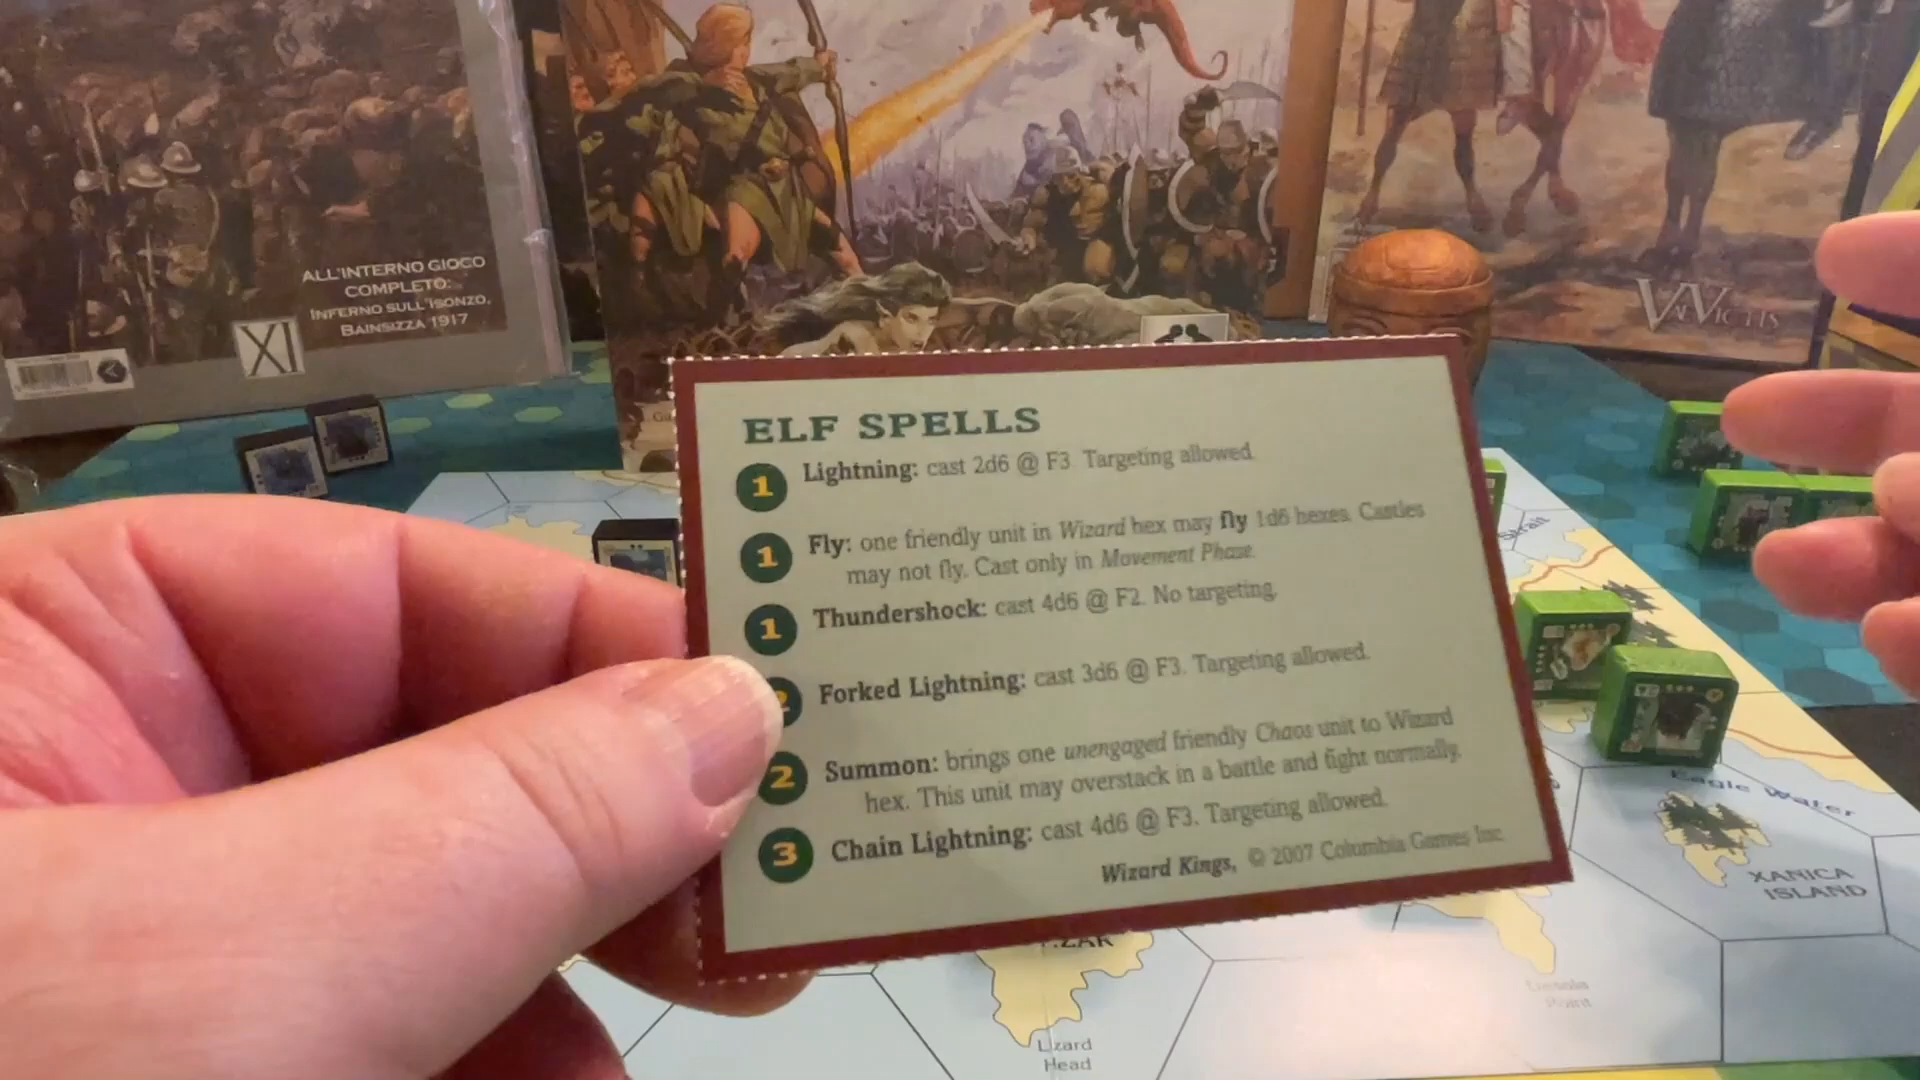 ALL'INTERNO GIOCO
COMPLETO:
INFERNO SULL'ISONZO,
BAINSIZZA 1917
XI
VAE VICTIS
ELF SPELLS
1 Lightning: cast 2d6 @ F3. Targeting allowed.
1 Fly: one friendly unit in Wizard hex may fly 1d6 hexes. Castles
may not fly. Cast only in Movement Phase.
1 Thundershock: cast 4d6 @ F2. No targeting.
2 Forked Lightning: cast 3d6 @ F3. Targeting allowed.
2 Summon: brings one unengaged friendly Chaos unit to Wizard
hex. This unit may overstack in a battle and fight normally.
3 Chain Lightning: cast 4d6 @ F3. Targeting allowed.
Wizard Kings, © 2007 Columbia Games Inc.
Eagle Water
XANICA
ISLAND
Point
Lizard
Head